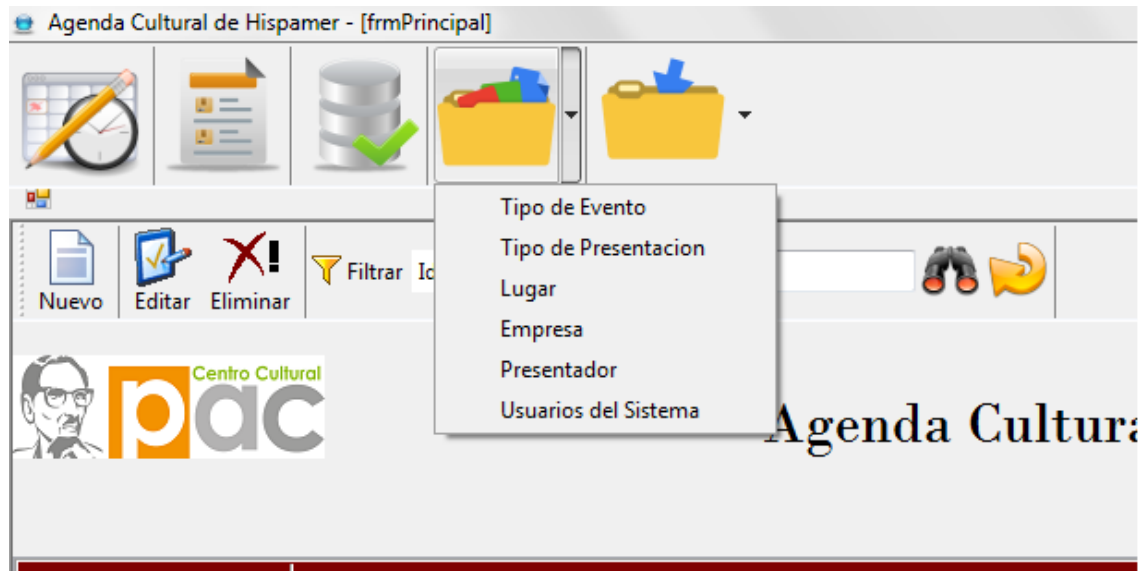 Agenda Cultural de Hispamer - [frmPrincipal]
Tipo de Evento
Tipo de Presentacion
Lugar
Empresa
Presentador
Usuarios del Sistema
Nuevo Editar Eliminar Filtrar
Centro Cultural
pac
Agenda